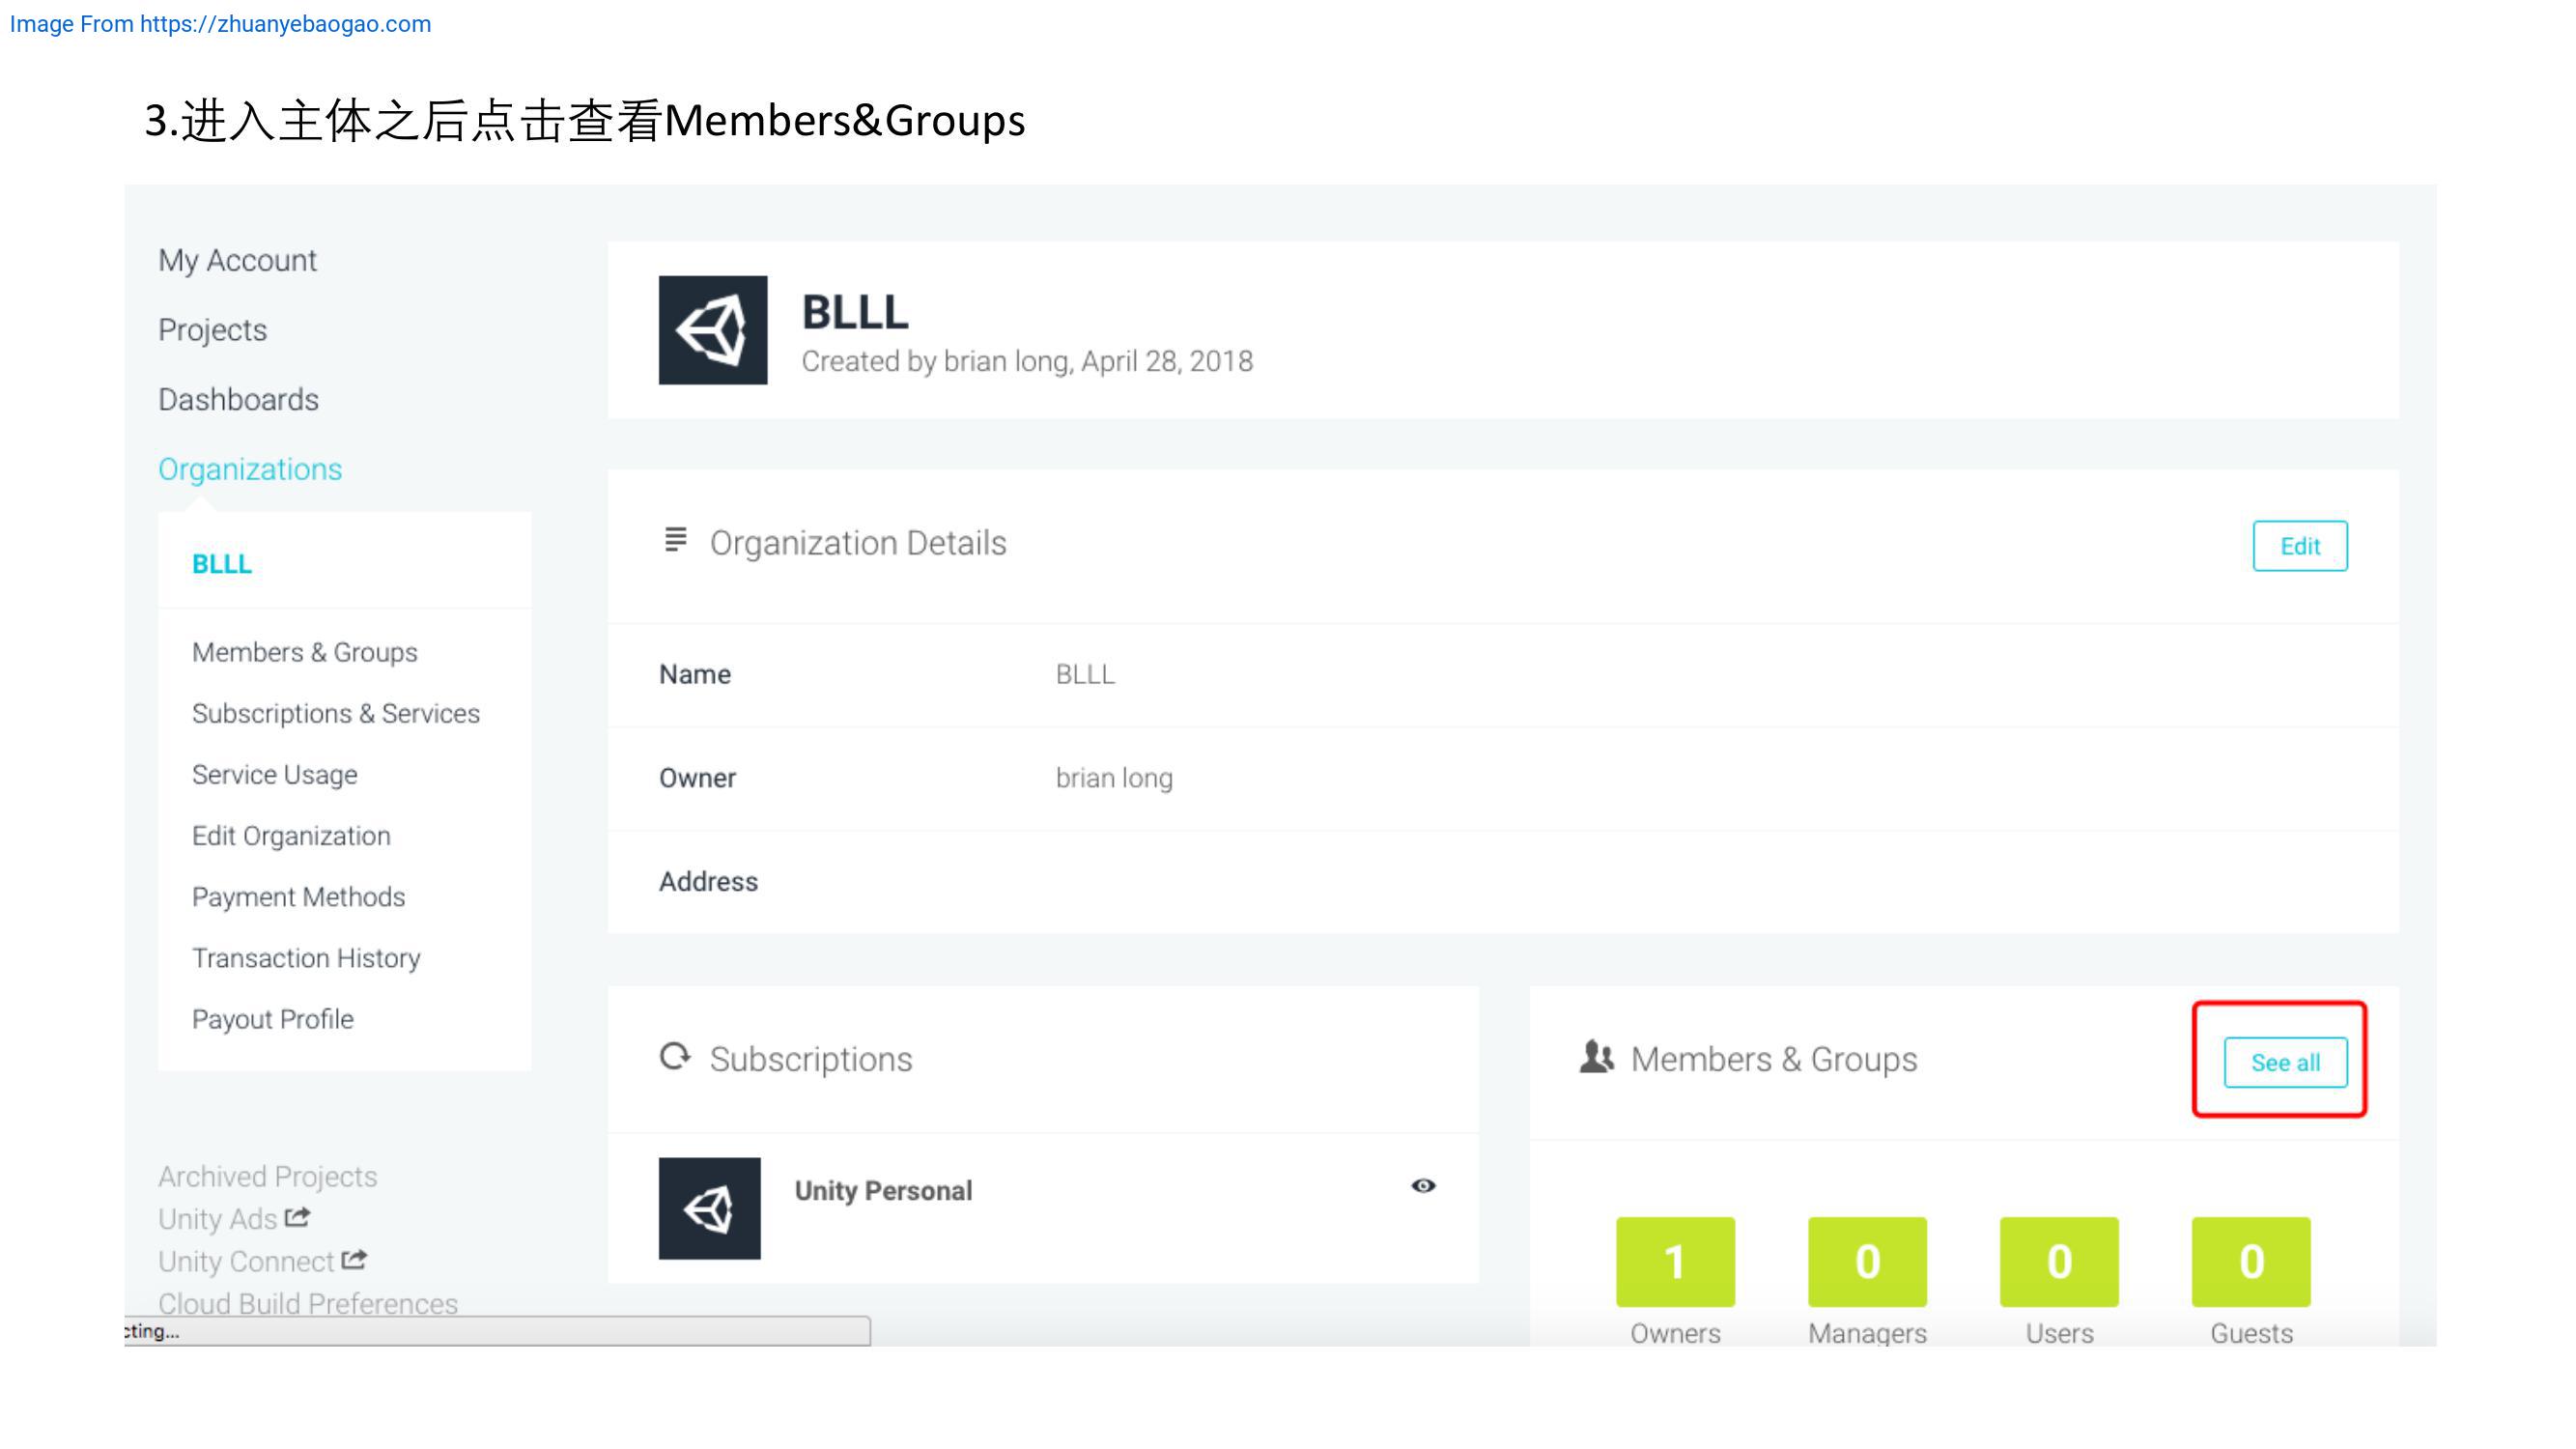 Image From https://zhuanyebaogao.com
3.进入主体之后点击查看Members&Groups
My Account
Projects
Dashboards
Organizations
BLLL
Members & Groups
Subscriptions & Services
Service Usage
Edit Organization
Payment Methods
Transaction History
Payout Profile
Archived Projects
Unity Ads
Unity Connect
Cloud Build Preferences
cting...
BLLL
Created by brian long, April 28, 2018
Organization Details
Edit
Name BLLL
Owner brian long
Address
Subscriptions
Unity Personal
Members & Groups
See all
1 0 0 0
Owners Managers Users Guests